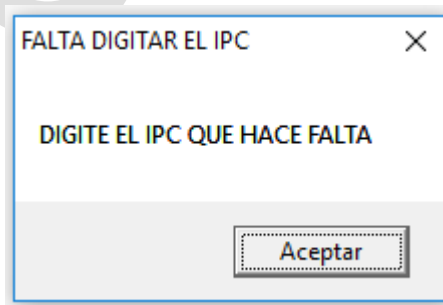 FALTA DIGITAR EL IPC
DIGITE EL IPC QUE HACE FALTA
Aceptar